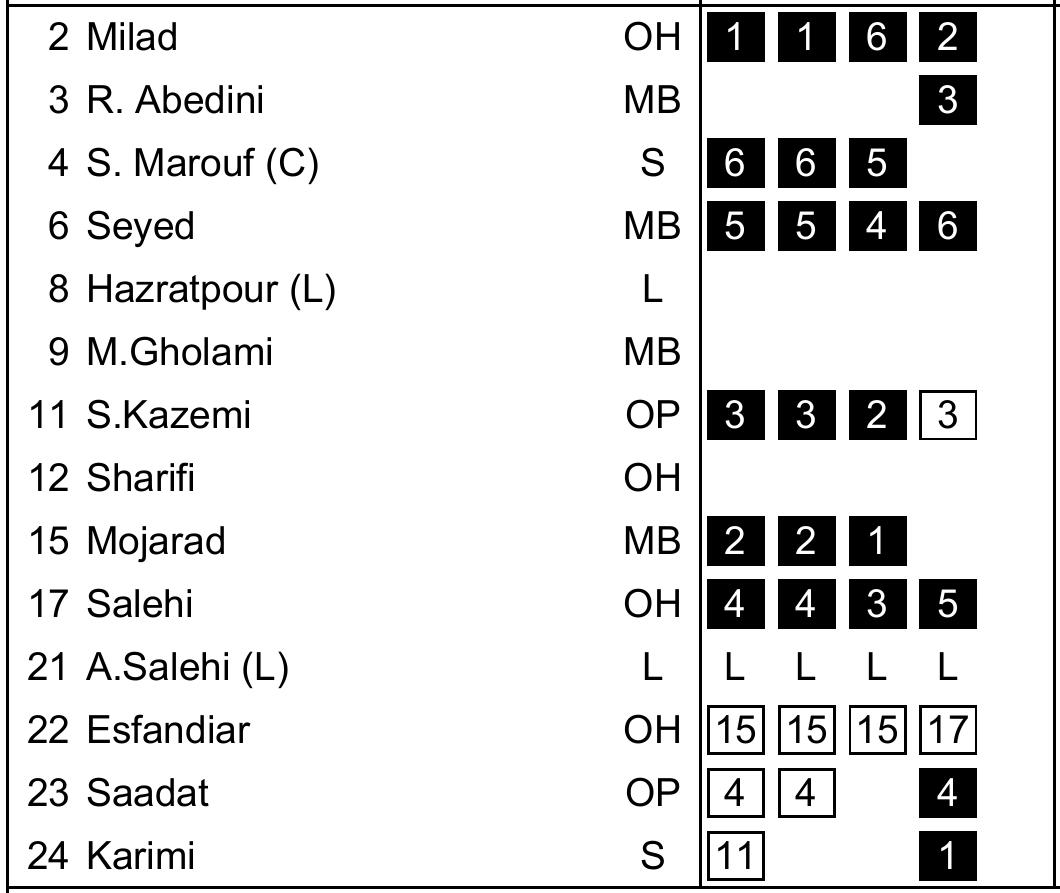 2 Milad OH 1 1 6 2
3 R. Abedini MB 3
4 S. Marouf (C) S 6 6 5
6 Seyed MB 5 5 4 6
8 Hazratpour (L) L
9 M.Gholami MB
11 S.Kazemi OP 3 3 2 3
12 Sharifi OH
15 Mojarad MB 2 2 1
17 Salehi OH 4 4 3 5
21 A.Salehi (L) L L L L L
22 Esfandiar OH 15 15 15 17
23 Saadat OP 4 4 4
24 Karimi S 11 1